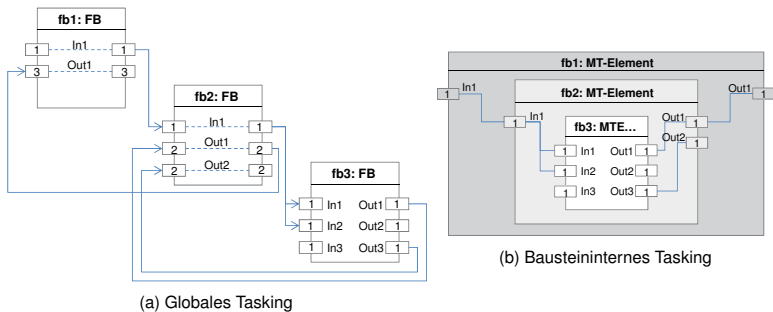 fb1: FB
1 In1 1
3 Out1 3
fb2: FB
1 In1 1
2 Out1 2
2 Out2 2
fb3: FB
1 In1 Out1 1
1 In2 Out2 1
1 In3 Out3 1
(a) Globales Tasking
fb1: MT-Element
1 In1 Out1 1
fb2: MT-Element
1 In1 Out1 1
Out2 1
fb3: MTE...
1 In1 Out1 1
1 In2 Out2 1
1 In3 Out3 1
(b) Bausteininternes Tasking